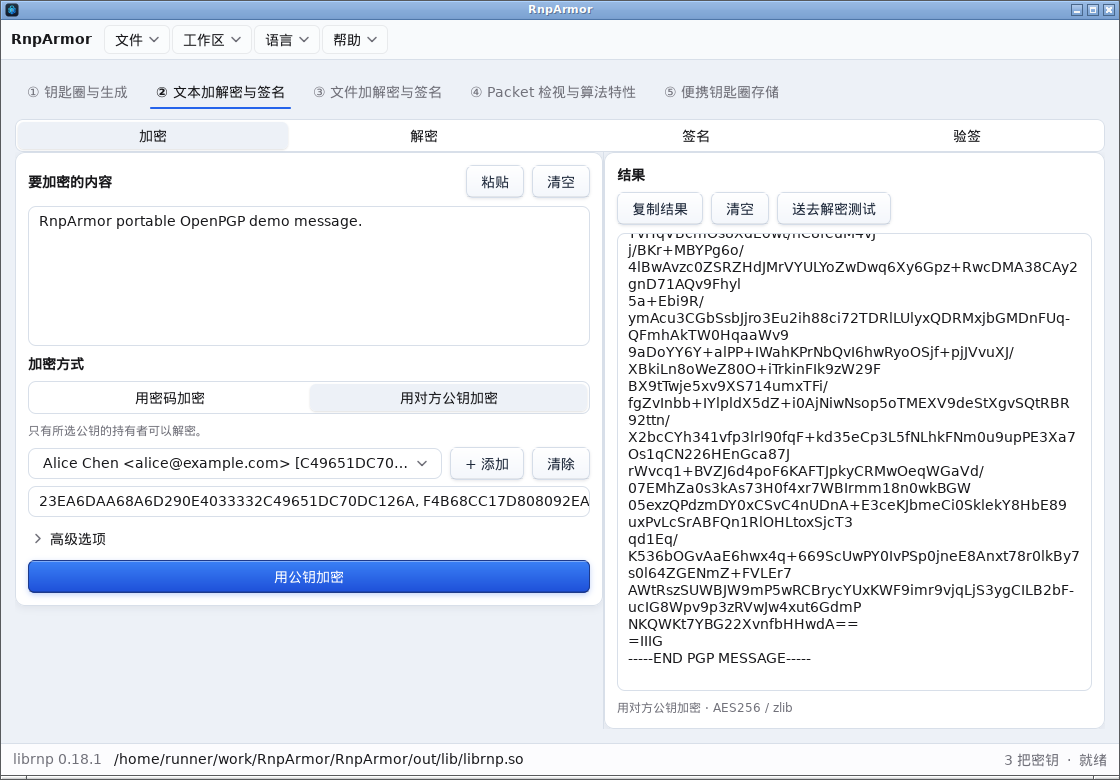 RnpArmor
RnpArmor 文件 工作区 语言 帮助
① 钥匙圈与生成 ② 文本加解密与签名 ③ 文件加解密与签名 ④ Packet 检视与算法特性 ⑤ 便携钥匙圈存储
加密 解密 签名 验签
要加密的内容 粘贴 清空
RnpArmor portable OpenPGP demo message.
加密方式
用密码加密 用对方公钥加密
只有所选公钥的持有者可以解密。
Alice Chen <alice@example.com> [C49651DC70... + 添加 清除
23EA6DAA68A6D290E4033332C49651DC70DC126A, F4B68CC17D808092EA
高级选项
用公钥加密
结果
复制结果 清空 送去解密测试
j/BKr+MBYPg6o/
4lBwAvzc0ZSRZHdJMrVYULYoZwDwq6Xy6Gpz+RwcDMA38CAy2
gnD71AQv9Fhyl
5a+Ebi9R/
ymAcu3CGbSsbJjro3Eu2ih88ci72TDRlLUlyxQDRMxjbGMDnFUq-
QFmhAkTW0HqaaWv9
9aDoYY6Y+alPP+IWahKPrNbQvI6hwRyoOSjf+pjJVvuXJ/
XBkiLn8oWeZ80O+iTrkinFIk9zW29F
BX9tTwje5xv9XS714umxTFi/
fgZvInbb+IYlpldX5dZ+i0AjNiwNsop5oTMEXV9deStXgvSQtRBR
92ttn/
X2bcCYh341vfp3lrl90fqF+kd35eCp3L5fNLhkFNm0u9upPE3Xa7
Os1qCN226HEnGca87J
rWvcq1+BVZJ6d4poF6KAFTJpkyCRMwOeqWGaVd/
07EMhZa0s3kAs73H0f4xr7WBIrmm18n0wkBGW
05exzQPdzmDY0xCSvC4nUDnA+E3ceKJbmeCi0SklekY8HbE89
uxPvLcSrABFQn1RlOHLtoxSjcT3
qd1Eq/
K536bOGvAaE6hwx4q+669ScUwPY0IvPSp0jneE8Anxt78r0lkBy7
s0l64ZGENmZ+FVLEr7
AWtRszSUWBJW9mP5wRCBrycYUxKWF9imr9vjqLjS3ygCILB2bF-
ucIG8Wpv9p3zRVwJw4xut6GdmP
NKQWKt7YBG22XvnfbHHwdA==
=IIIG
-----END PGP MESSAGE-----
用对方公钥加密 · AES256 / zlib
librnp 0.18.1 /home/runner/work/RnpArmor/RnpArmor/out/lib/librnp.so 3 把密钥 · 就绪